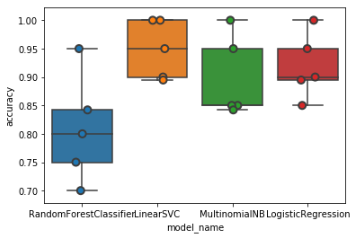 1.00
0.95
0.90
0.85
0.80
0.75
0.70
accuracy
RandomForestClassifier LinearSVC MultinomialNB LogisticRegression
model_name